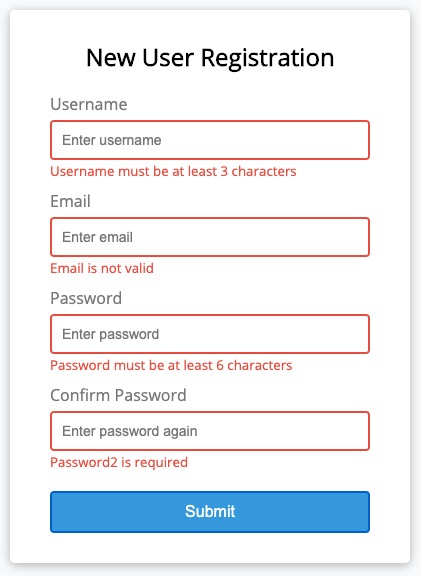 New User Registration
Username
Enter username
Username must be at least 3 characters
Email
Enter email
Email is not valid
Password
Enter password
Password must be at least 6 characters
Confirm Password
Enter password again
Password2 is required
Submit